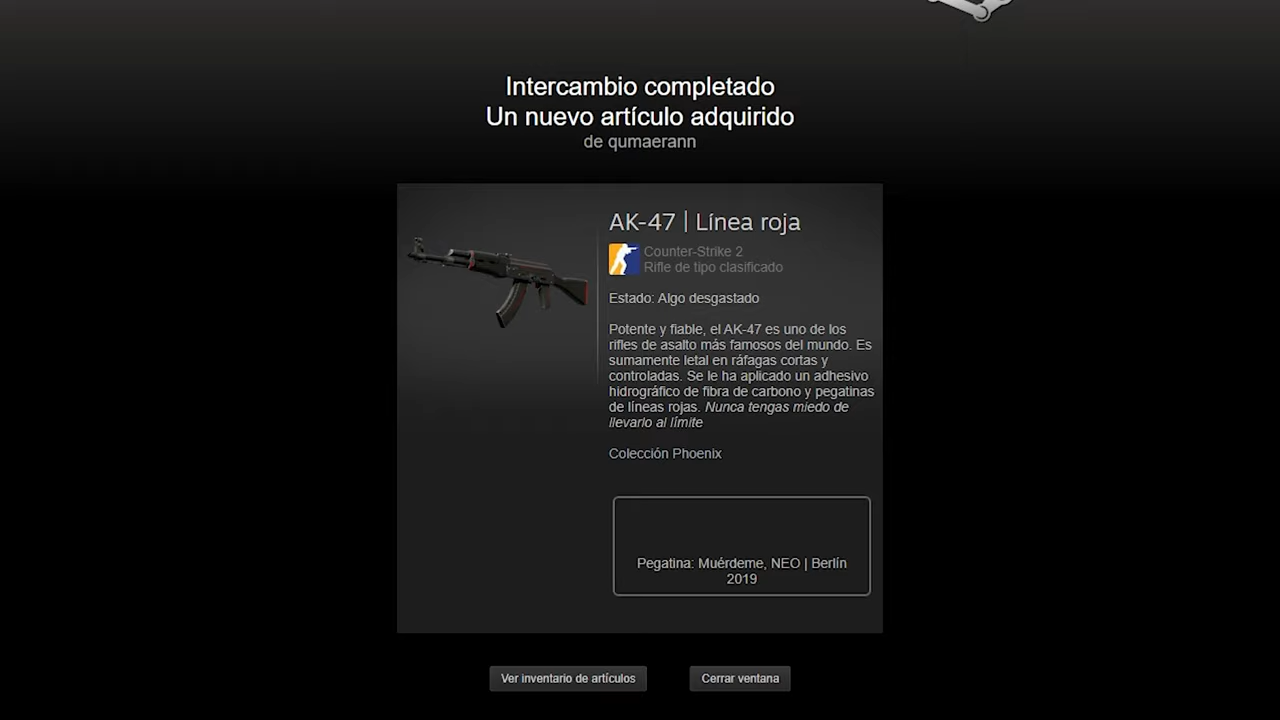 Intercambio completado
Un nuevo artículo adquirido
de qumaerann
AK-47 | Línea roja
Counter-Strike 2
Rifle de tipo clasificado
Estado: Algo desgastado
Potente y fiable, el AK-47 es uno de los
rifles de asalto más famosos del mundo. Es
sumamente letal en ráfagas cortas y
controladas. Se le ha aplicado un adhesivo
hidrográfico de fibra de carbono y pegatinas
de líneas rojas. Nunca tengas miedo de
llevarlo al límite
Colección Phoenix
Pegatina: Muérdeme, NEO | Berlín
2019
Ver inventario de artículos
Cerrar ventana